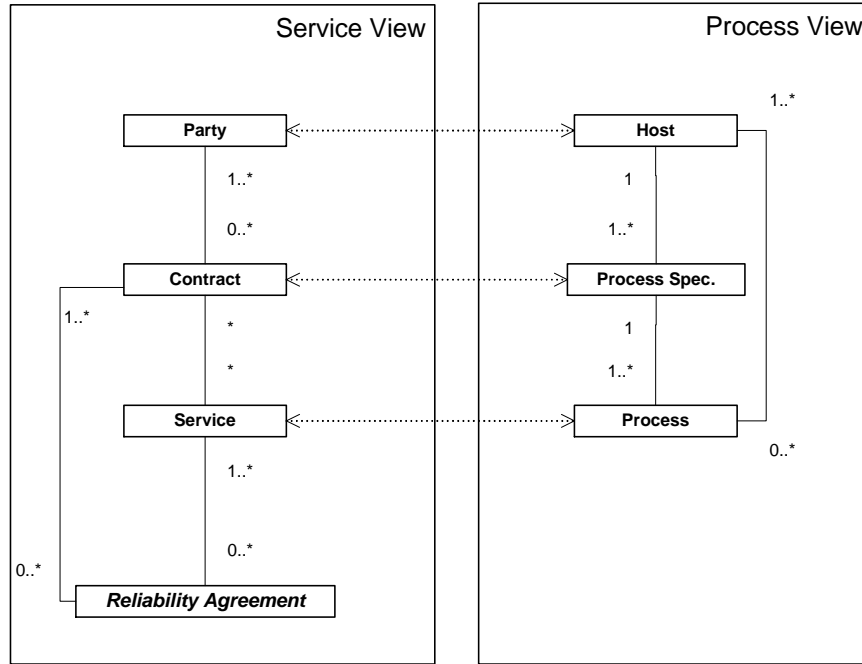 Service View
Process View
1..*
Party
Host
1..*
1
0..*
1..*
Contract
Process Spec.
1..*
*
1
*
1..*
Service
Process
1..*
0..*
0..*
0..*
Reliability Agreement